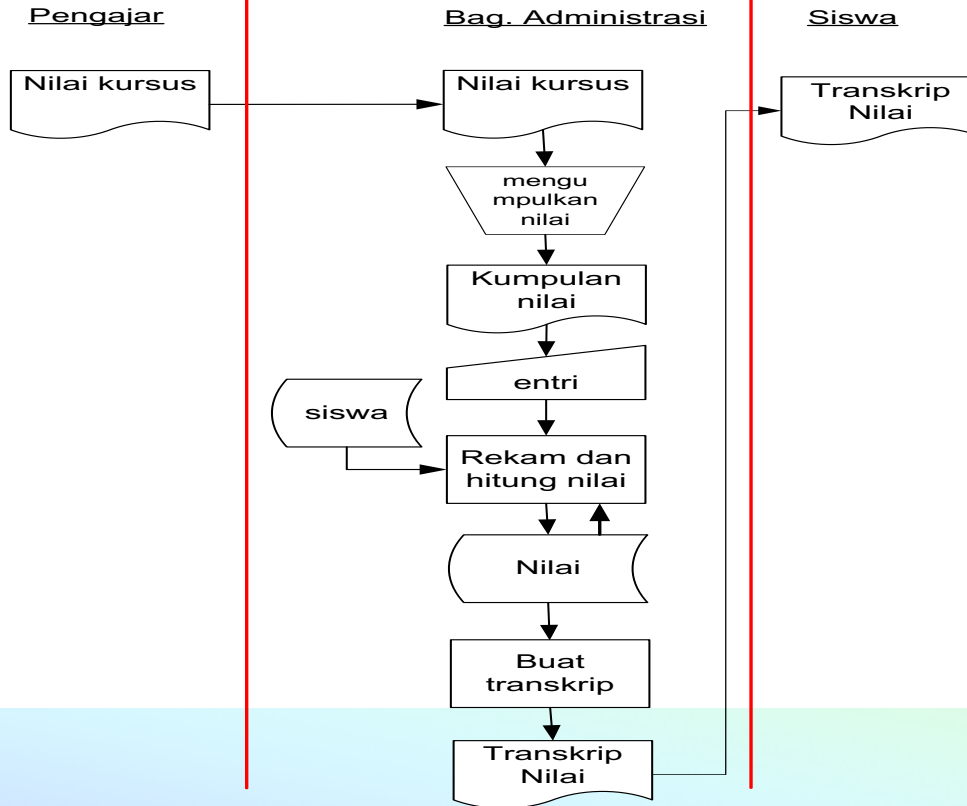 Pengajar
Bag. Administrasi
Siswa
Nilai kursus
Nilai kursus
Transkrip
Nilai
mengu
mpulkan
nilai
Kumpulan
nilai
entri
siswa
Rekam dan
hitung nilai
Nilai
Buat
transkrip
Transkrip
Nilai